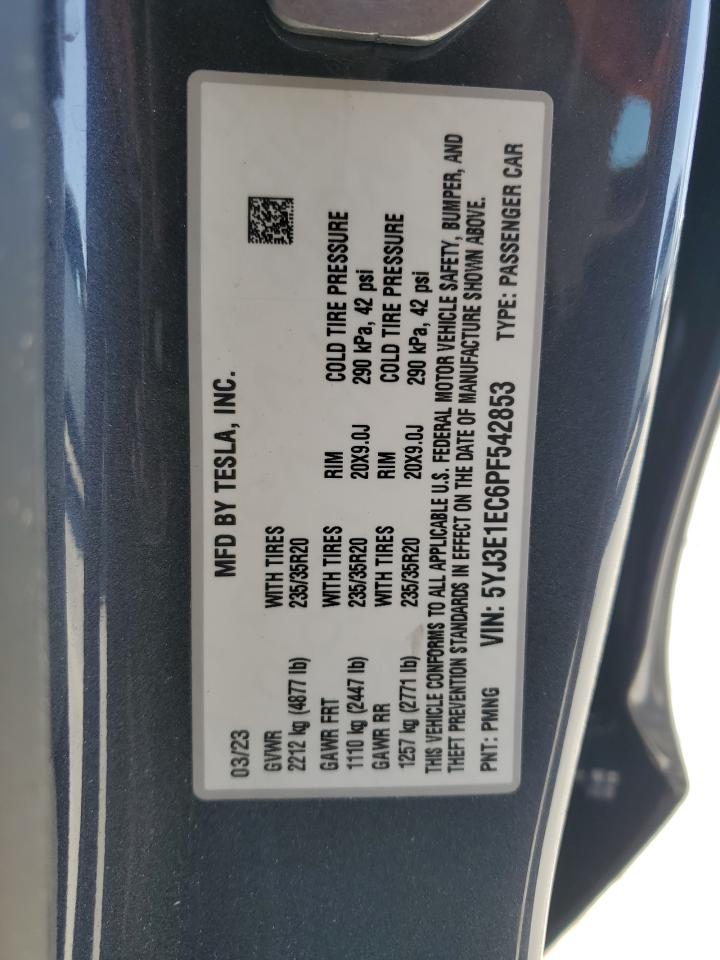 MFD BY TESLA, INC.
03/23
GVWR WITH TIRES
2212 kg (4877 lb) 235/35R20
GAWR FRT WITH TIRES RIM COLD TIRE PRESSURE
1110 kg (2447 lb) 235/35R20 20X9.0J 290 kPa, 42 psi
GAWR RR WITH TIRES RIM COLD TIRE PRESSURE
1257 kg (2771 lb) 235/35R20 20X9.0J 290 kPa, 42 psi
THIS VEHICLE CONFORMS TO ALL APPLICABLE U.S. FEDERAL MOTOR VEHICLE SAFETY, BUMPER, AND
THEFT PREVENTION STANDARDS IN EFFECT ON THE DATE OF MANUFACTURE SHOWN ABOVE.
PNT: PMNG VIN: 5YJ3E1EC6PF542853 TYPE: PASSENGER CAR